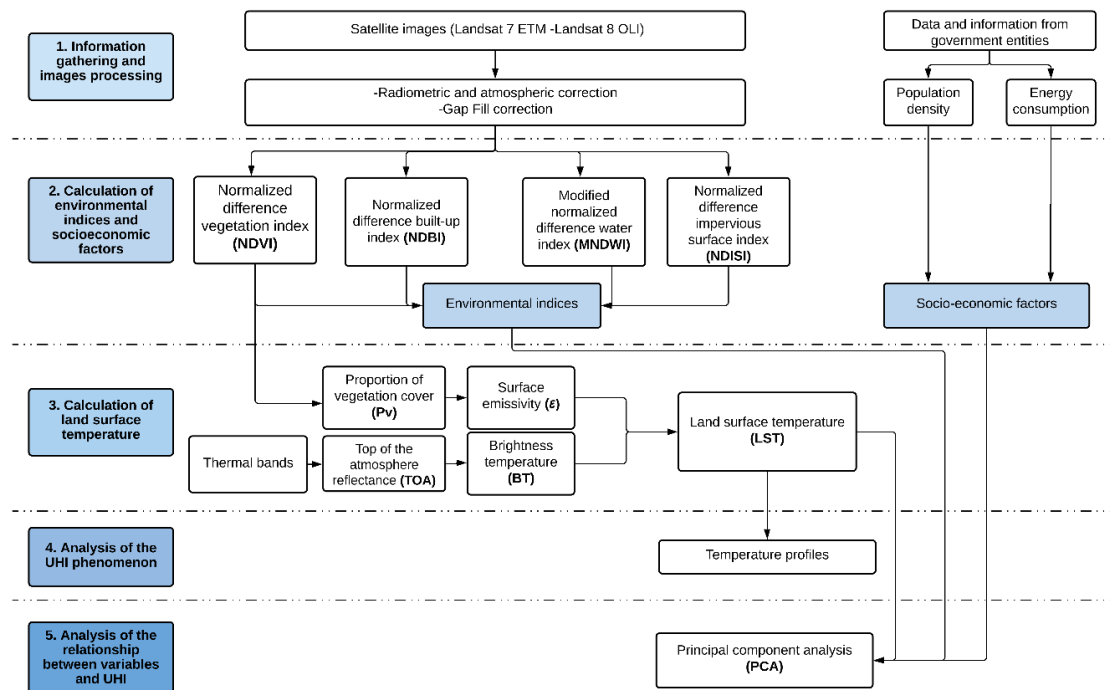 1. Information
gathering and
images processing
Satellite images (Landsat 7 ETM -Landsat 8 OLI)
-Radiometric and atmospheric correction
-Gap Fill correction
Data and information from
government entities
Population
density
Energy
consumption
2. Calculation of
environmental
indices and
socioeconomic
factors
Normalized
difference
vegetation index
(NDVI)
Normalized
difference built-up
index (NDBI)
Modified
normalized
difference water
index (MNDWI)
Normalized
difference
impervious
surface index
(NDISI)
Environmental indices
Socio-economic factors
3. Calculation of
land surface
temperature
Proportion of
vegetation cover
(Pv)
Surface
emissivity (ε)
Thermal bands
Top of the
atmosphere
reflectance (TOA)
Brightness
temperature
(BT)
Land surface temperature
(LST)
4. Analysis of the
UHI phenomenon
Temperature profiles
5. Analysis of the
relationship
between variables
and UHI
Principal component analysis
(PCA)